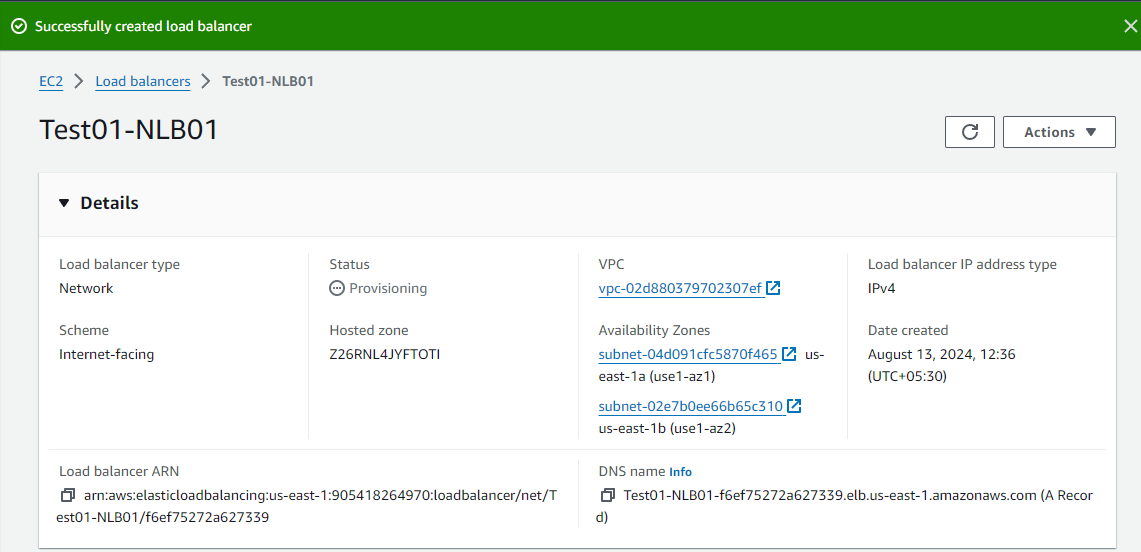 Successfully created load balancer
EC2 > Load balancers > Test01-NLB01
Test01-NLB01
Actions
Details
Load balancer type
Network
Status
Provisioning
VPC
vpc-02d880379702307ef
Load balancer IP address type
IPv4
Scheme
Internet-facing
Hosted zone
Z26RNL4JYFTOTI
Availability Zones
subnet-04d091cfc5870f465 us-
east-1a (use1-az1)
subnet-02e7b0ee66b65c310
us-east-1b (use1-az2)
Date created
August 13, 2024, 12:36
(UTC+05:30)
Load balancer ARN
arn:aws:elasticloadbalancing:us-east-1:905418264970:loadbalancer/net/T
est01-NLB01/f6ef75272a627339
DNS name Info
Test01-NLB01-f6ef75272a627339.elb.us-east-1.amazonaws.com (A Recor
d)